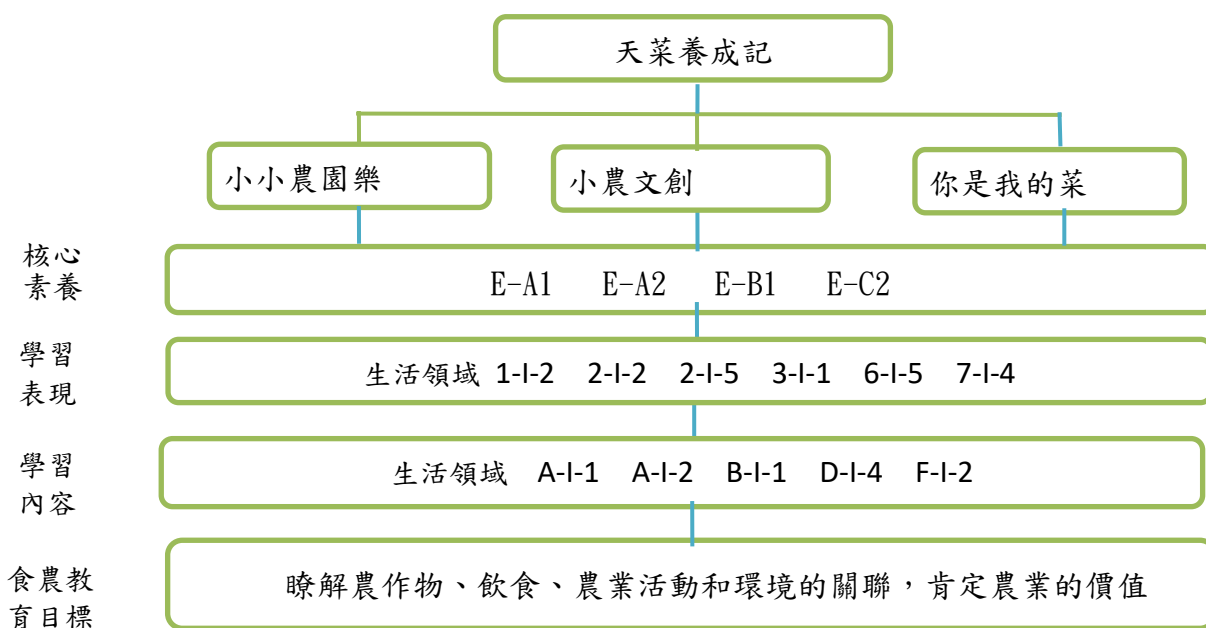 天菜養成記
小小農園樂
小農文創
你是我的菜
核心
素養
E-A1 E-A2 E-B1 E-C2
學習
表現
生活領域 1-I-2 2-I-2 2-I-5 3-I-1 6-I-5 7-I-4
學習
內容
生活領域 A-I-1 A-I-2 B-I-1 D-I-4 F-I-2
食農教
育目標
瞭解農作物、飲食、農業活動和環境的關聯，肯定農業的價值